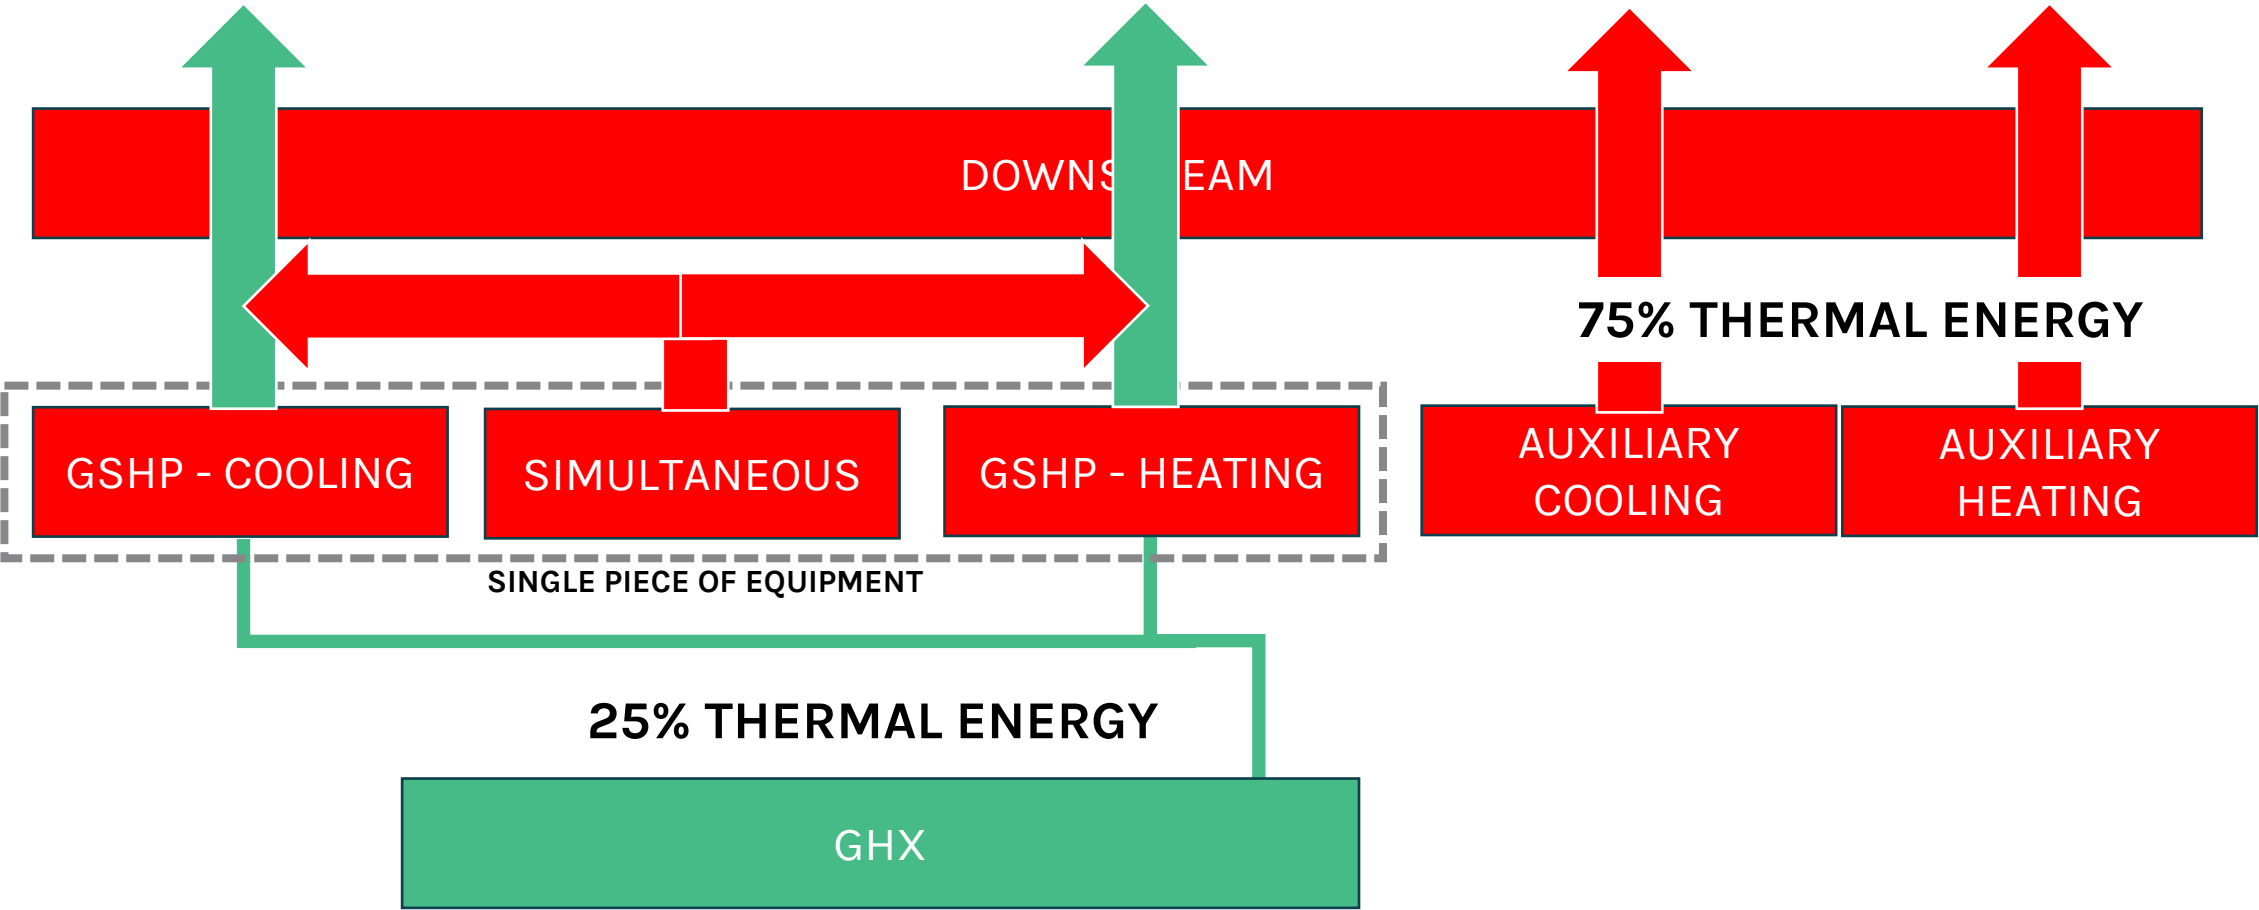 DOWNS EAM
75% THERMAL ENERGY
GSHP - COOLING
SIMULTANEOUS
GSHP - HEATING
AUXILIARY
COOLING
AUXILIARY
HEATING
SINGLE PIECE OF EQUIPMENT
25% THERMAL ENERGY
GHX